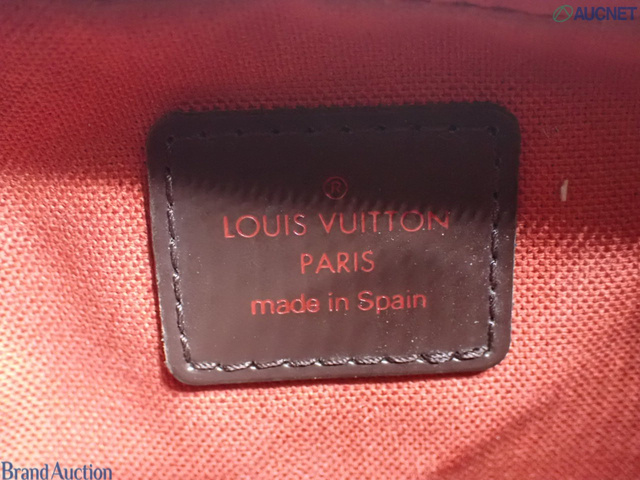 AUCNET
®
LOUIS VUITTON
PARIS
made in Spain
Brand Auction